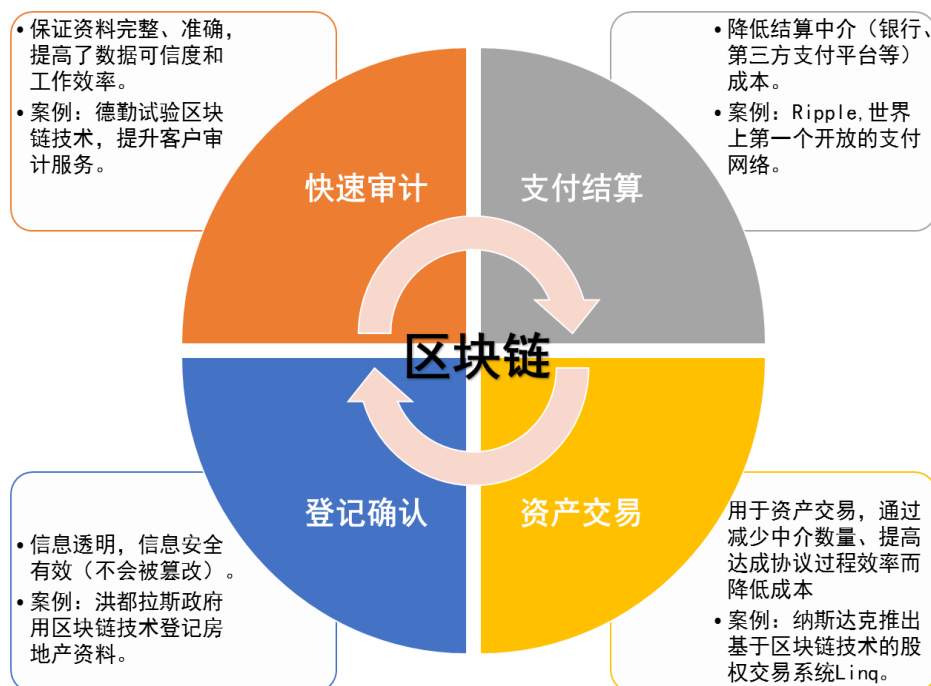 • 保证资料完整、准确，
提高了数据可信度和
工作效率。
• 案例：德勤试验区块
链技术，提升客户审
计服务。
• 降低结算中介（银行、
第三方支付平台等）
成本。
• 案例：Ripple,世界
上第一个开放的支付
网络。
快速审计
支付结算
区块链
登记确认
资产交易
• 信息透明，信息安全
有效（不会被篡改）。
• 案例：洪都拉斯政府
用区块链技术登记房
地产资料。
用于资产交易，通过
减少中介数量、提高
达成协议过程效率而
降低成本
• 案例：纳斯达克推出
基于区块链技术的股
权交易系统Linq。